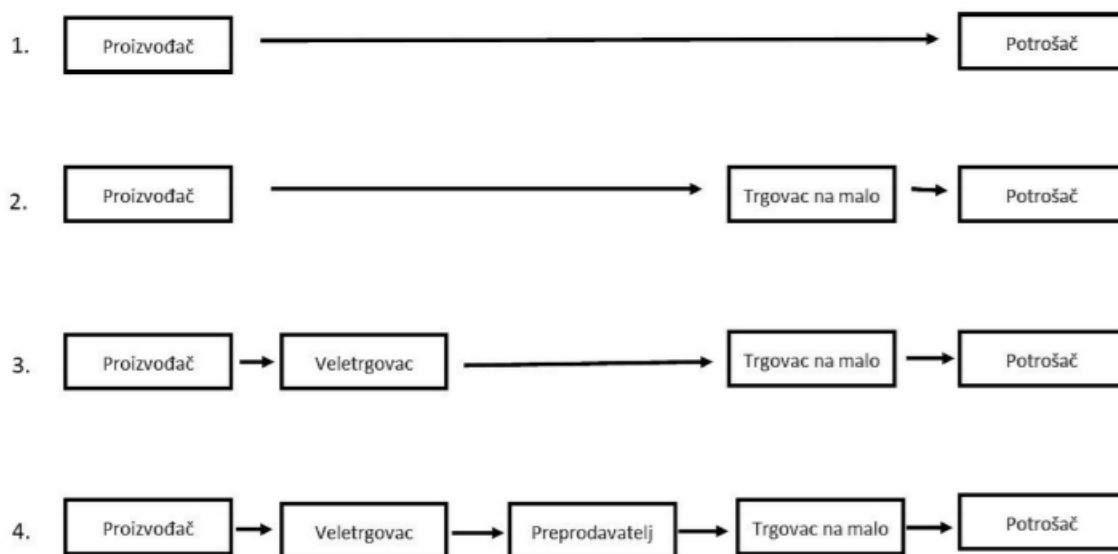 1. Proizvođač Potrošač
2. Proizvođač Trgovac na malo Potrošač
3. Proizvođač Veletrgovac Trgovac na malo Potrošač
4. Proizvođač Veletrgovac Preprodavatelj Trgovac na malo Potrošač